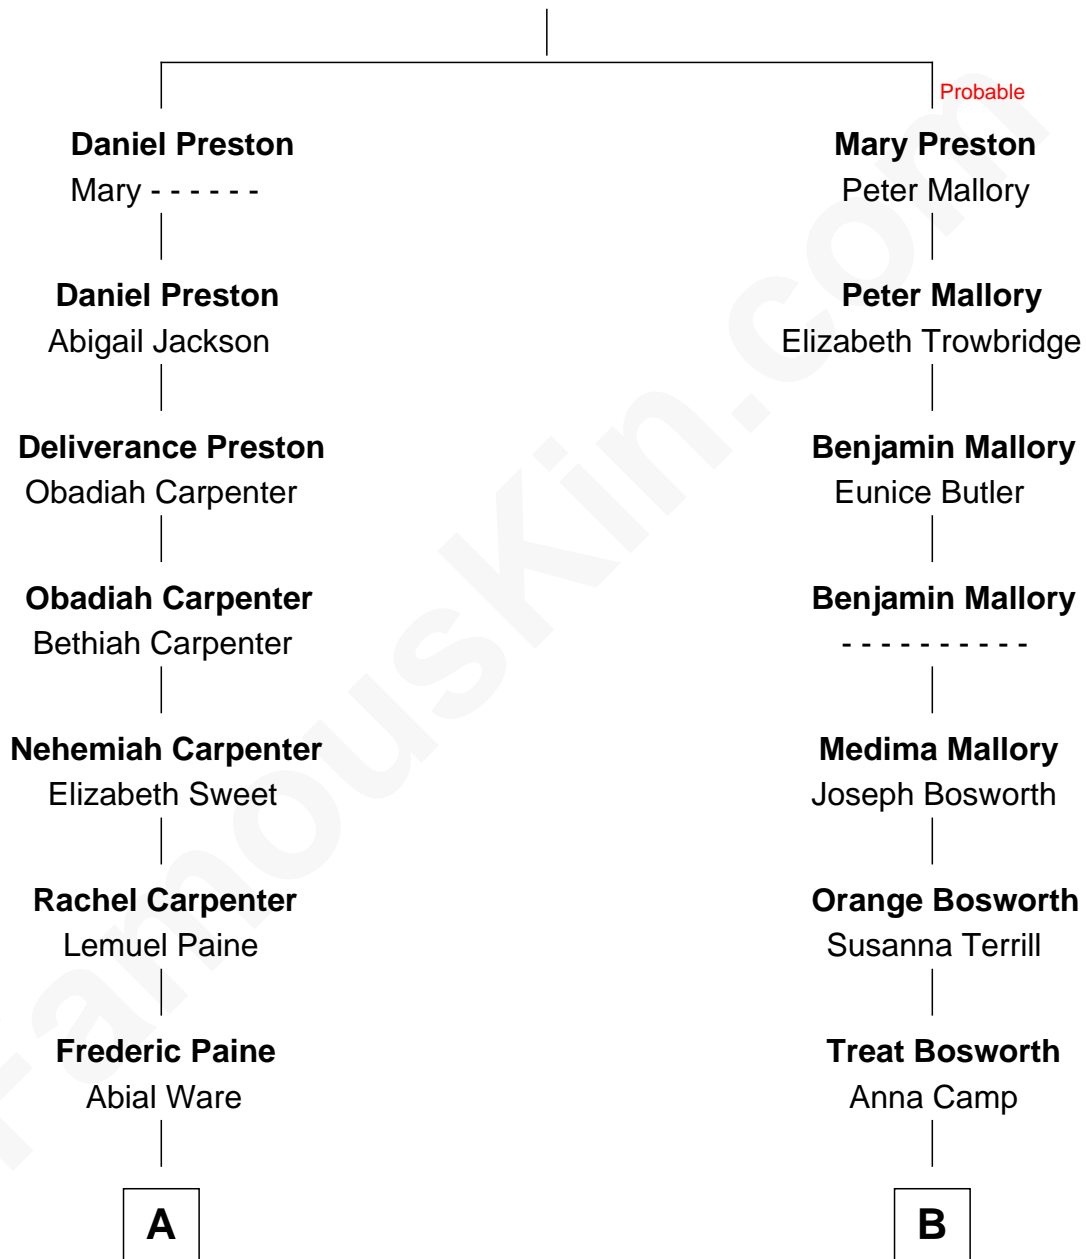 Probable
Daniel Preston
Mary - - - - - -
Mary Preston
Peter Mallory
Daniel Preston
Abigail Jackson
Peter Mallory
Elizabeth Trowbridge
Deliverance Preston
Obadiah Carpenter
Benjamin Mallory
Eunice Butler
Obadiah Carpenter
Bethiah Carpenter
Benjamin Mallory
- - - - - - - - - -
Nehemiah Carpenter
Elizabeth Sweet
Medima Mallory
Joseph Bosworth
Rachel Carpenter
Lemuel Paine
Orange Bosworth
Susanna Terrill
Frederic Paine
Abial Ware
Treat Bosworth
Anna Camp
A
B
FamousKin.com